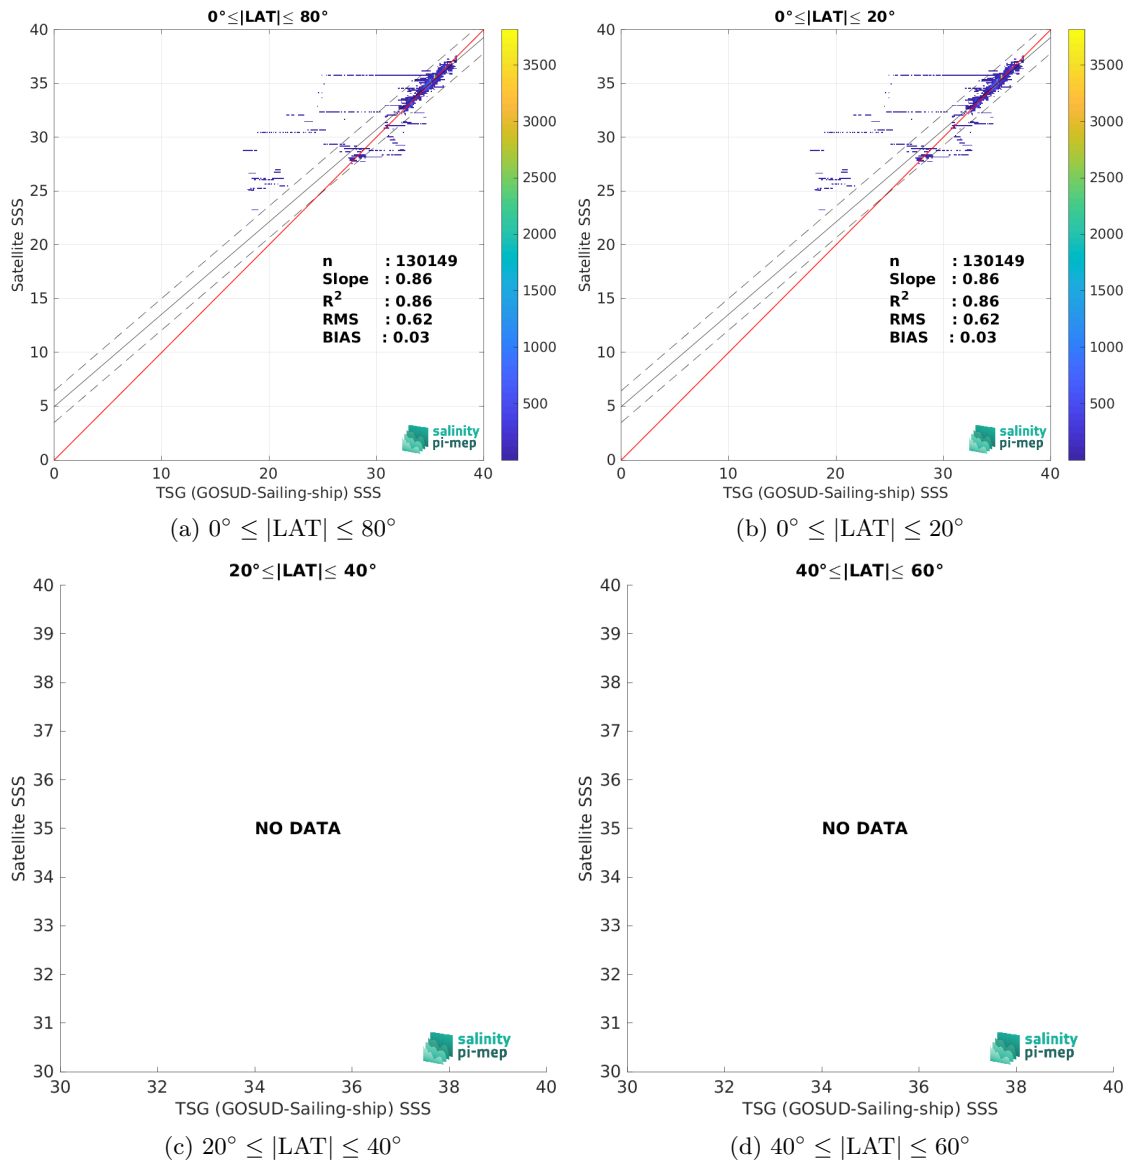 0°≤|LAT|≤ 80°
40
35
30
25
20
15
10
5
0
Satellite SSS
n : 130149
Slope : 0.86
R² : 0.86
RMS : 0.62
BIAS : 0.03
salinity
pi-mep
0 10 20 30 40
TSG (GOSUD-Sailing-ship) SSS
3500
3000
2500
2000
1500
1000
500
(a) 0° ≤ |LAT| ≤ 80°
0°≤|LAT|≤ 20°
40
35
30
25
20
15
10
5
0
Satellite SSS
n : 130149
Slope : 0.86
R² : 0.86
RMS : 0.62
BIAS : 0.03
salinity
pi-mep
0 10 20 30 40
TSG (GOSUD-Sailing-ship) SSS
3500
3000
2500
2000
1500
1000
500
(b) 0° ≤ |LAT| ≤ 20°
20°≤|LAT|≤ 40°
40
39
38
37
36
35
34
33
32
31
30
Satellite SSS
NO DATA
salinity
pi-mep
30 32 34 36 38 40
TSG (GOSUD-Sailing-ship) SSS
(c) 20° ≤ |LAT| ≤ 40°
40°≤|LAT|≤ 60°
40
39
38
37
36
35
34
33
32
31
30
Satellite SSS
NO DATA
salinity
pi-mep
30 32 34 36 38 40
TSG (GOSUD-Sailing-ship) SSS
(d) 40° ≤ |LAT| ≤ 60°